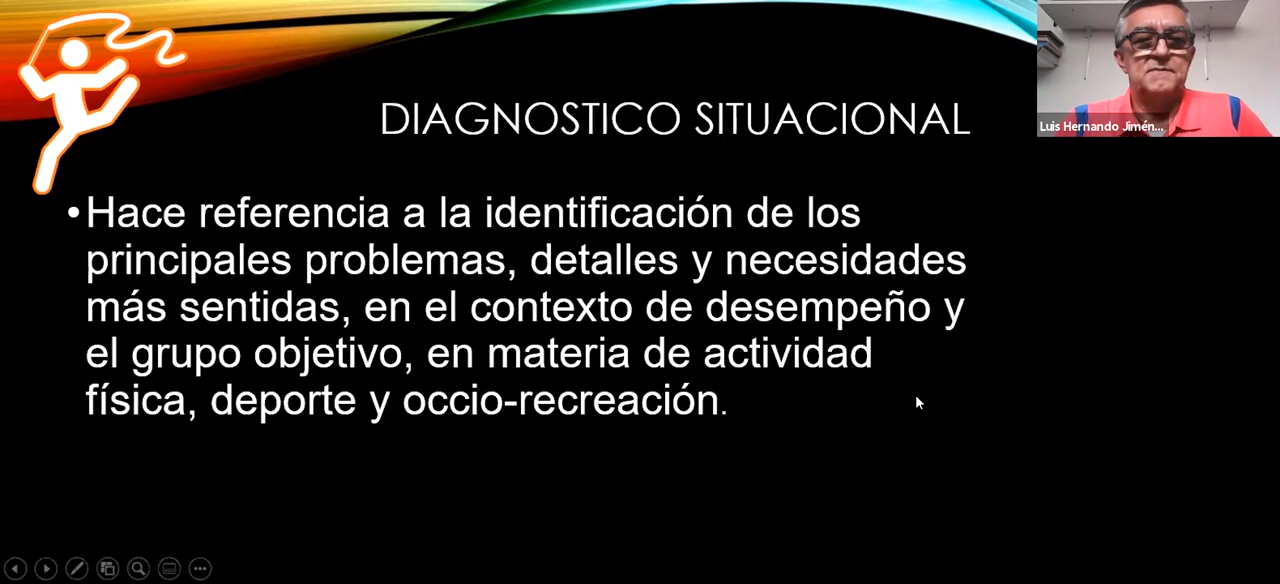 DIAGNOSTICO SITUACIONAL
Luis Hernando Jimén...
•Hace referencia a la identificación de los
principales problemas, detalles y necesidades
más sentidas, en el contexto de desempeño y
el grupo objetivo, en materia de actividad
física, deporte y occio-recreación.